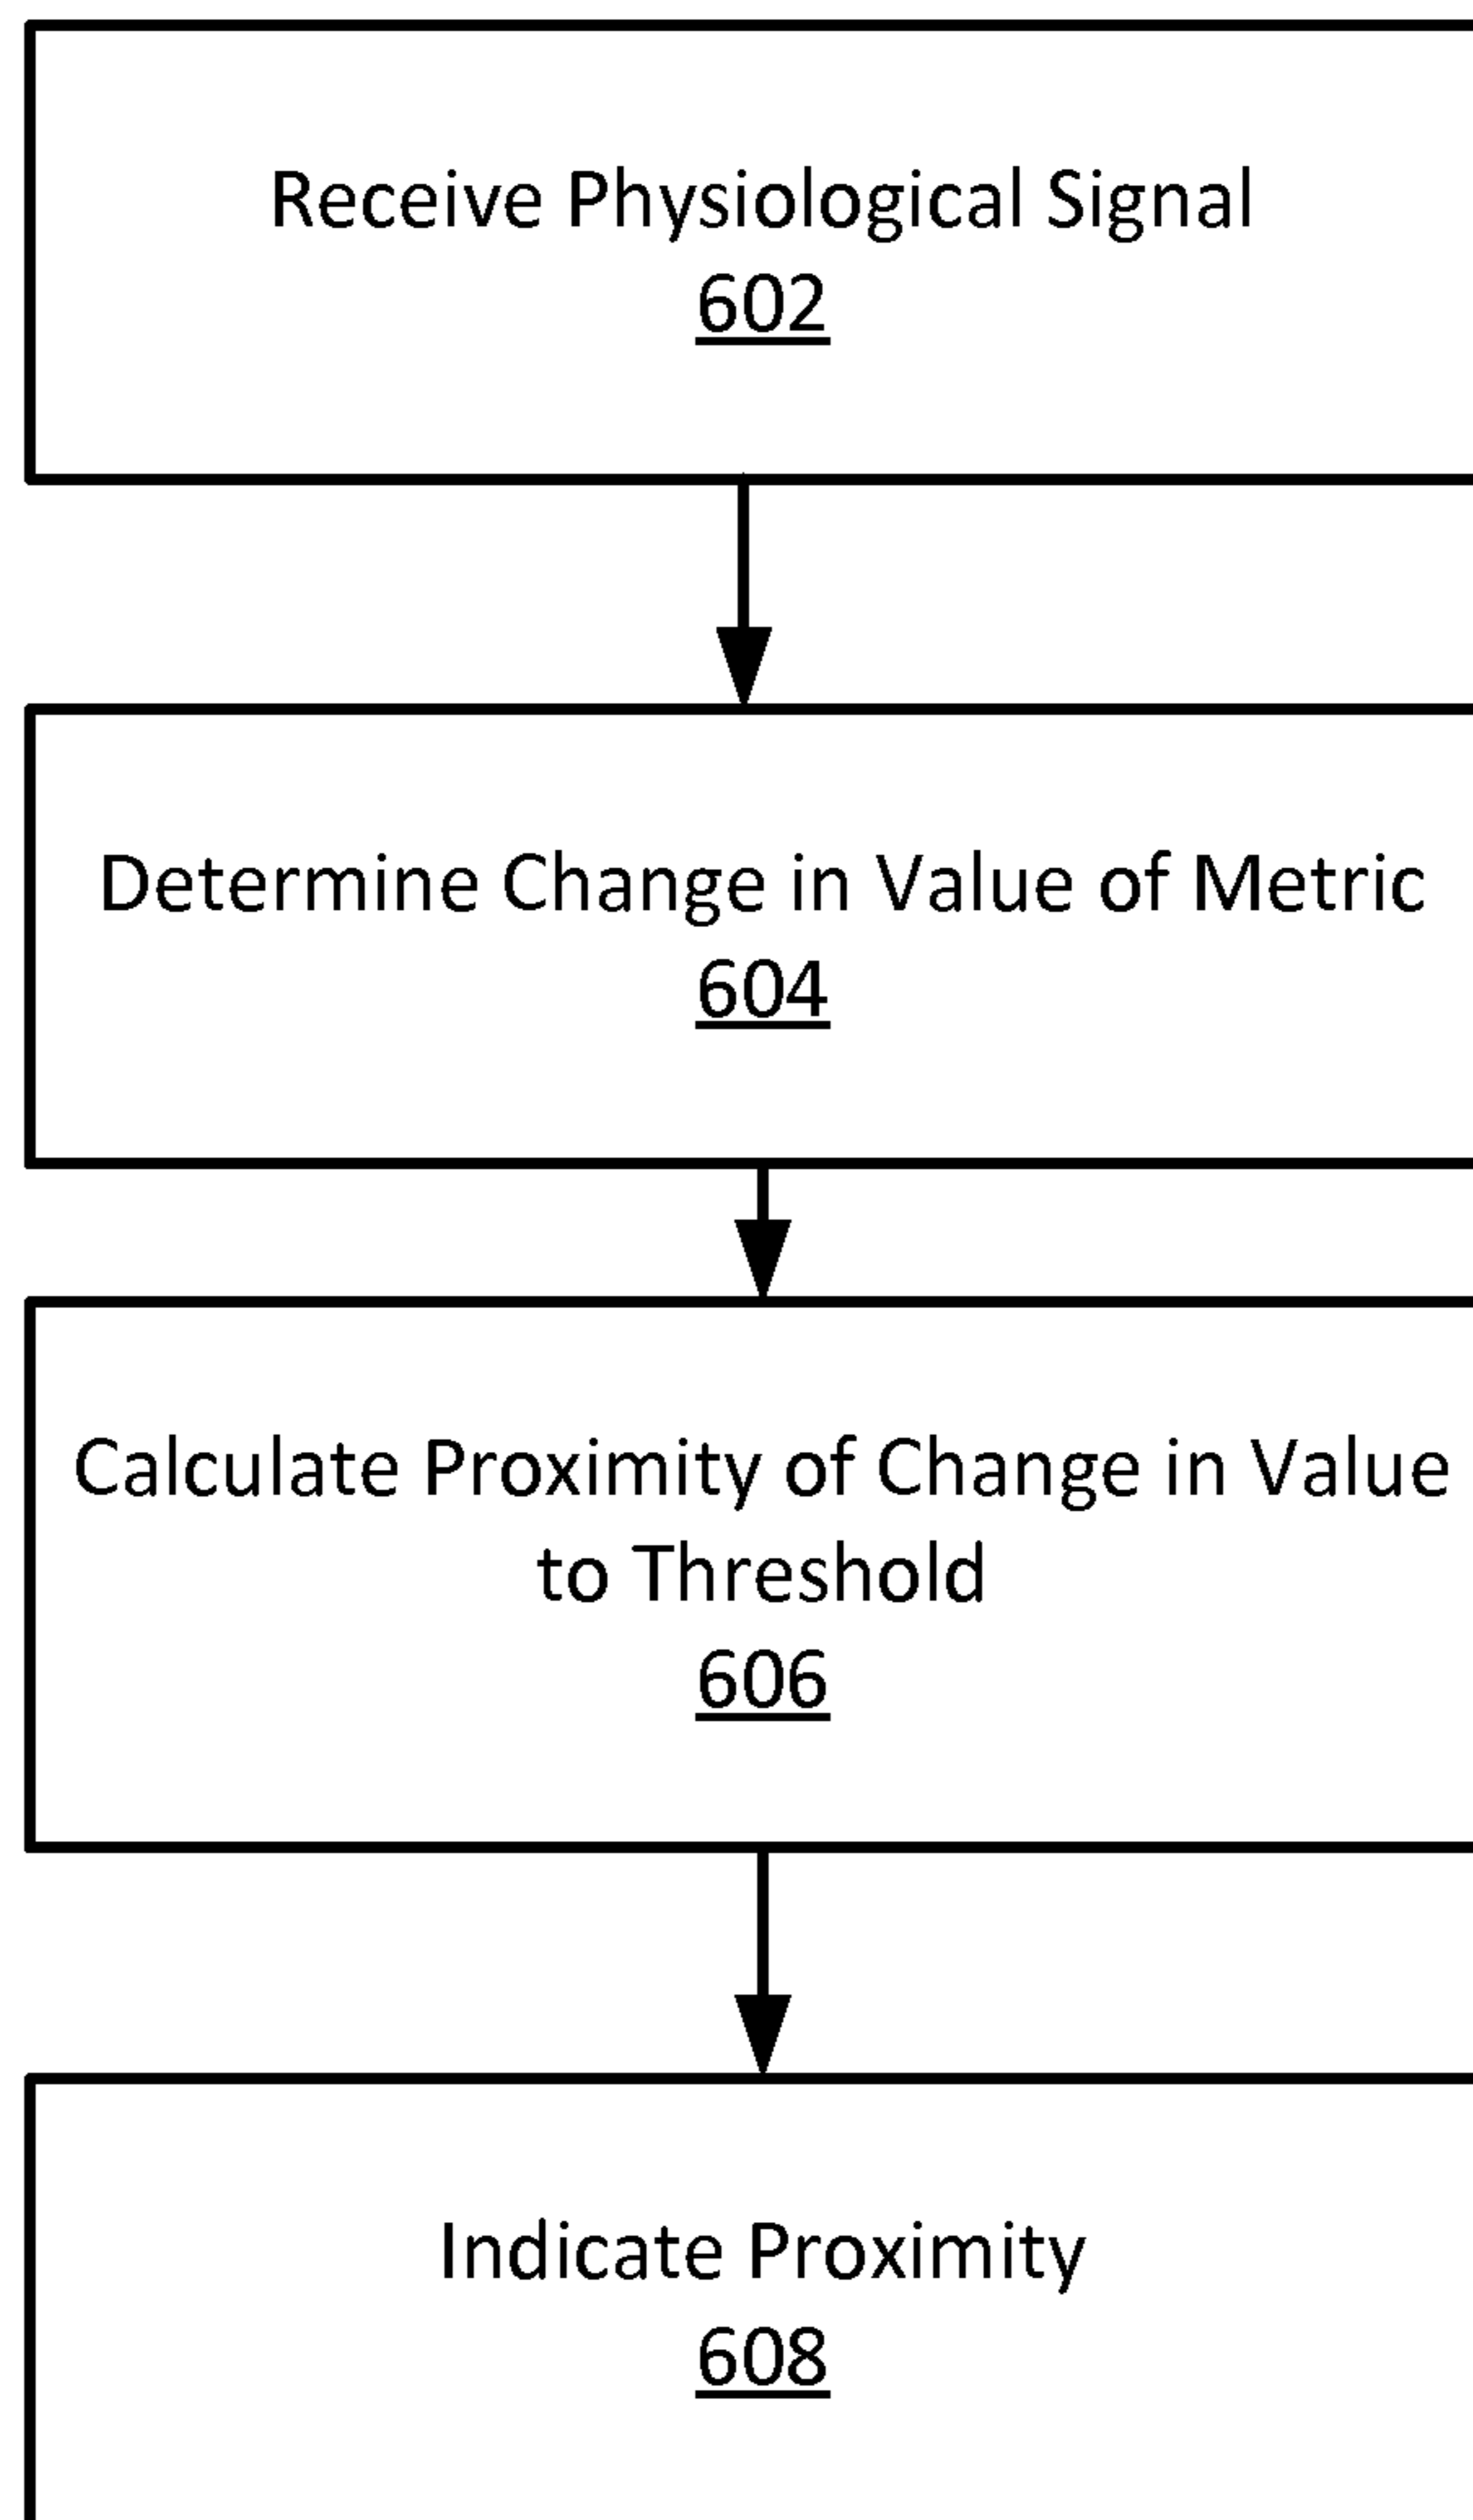 Receive Physiological Signal
602
Determine Change in Value of Metric
604
Calculate Proximity of Change in Value
to Threshold
606
Indicate Proximity
608